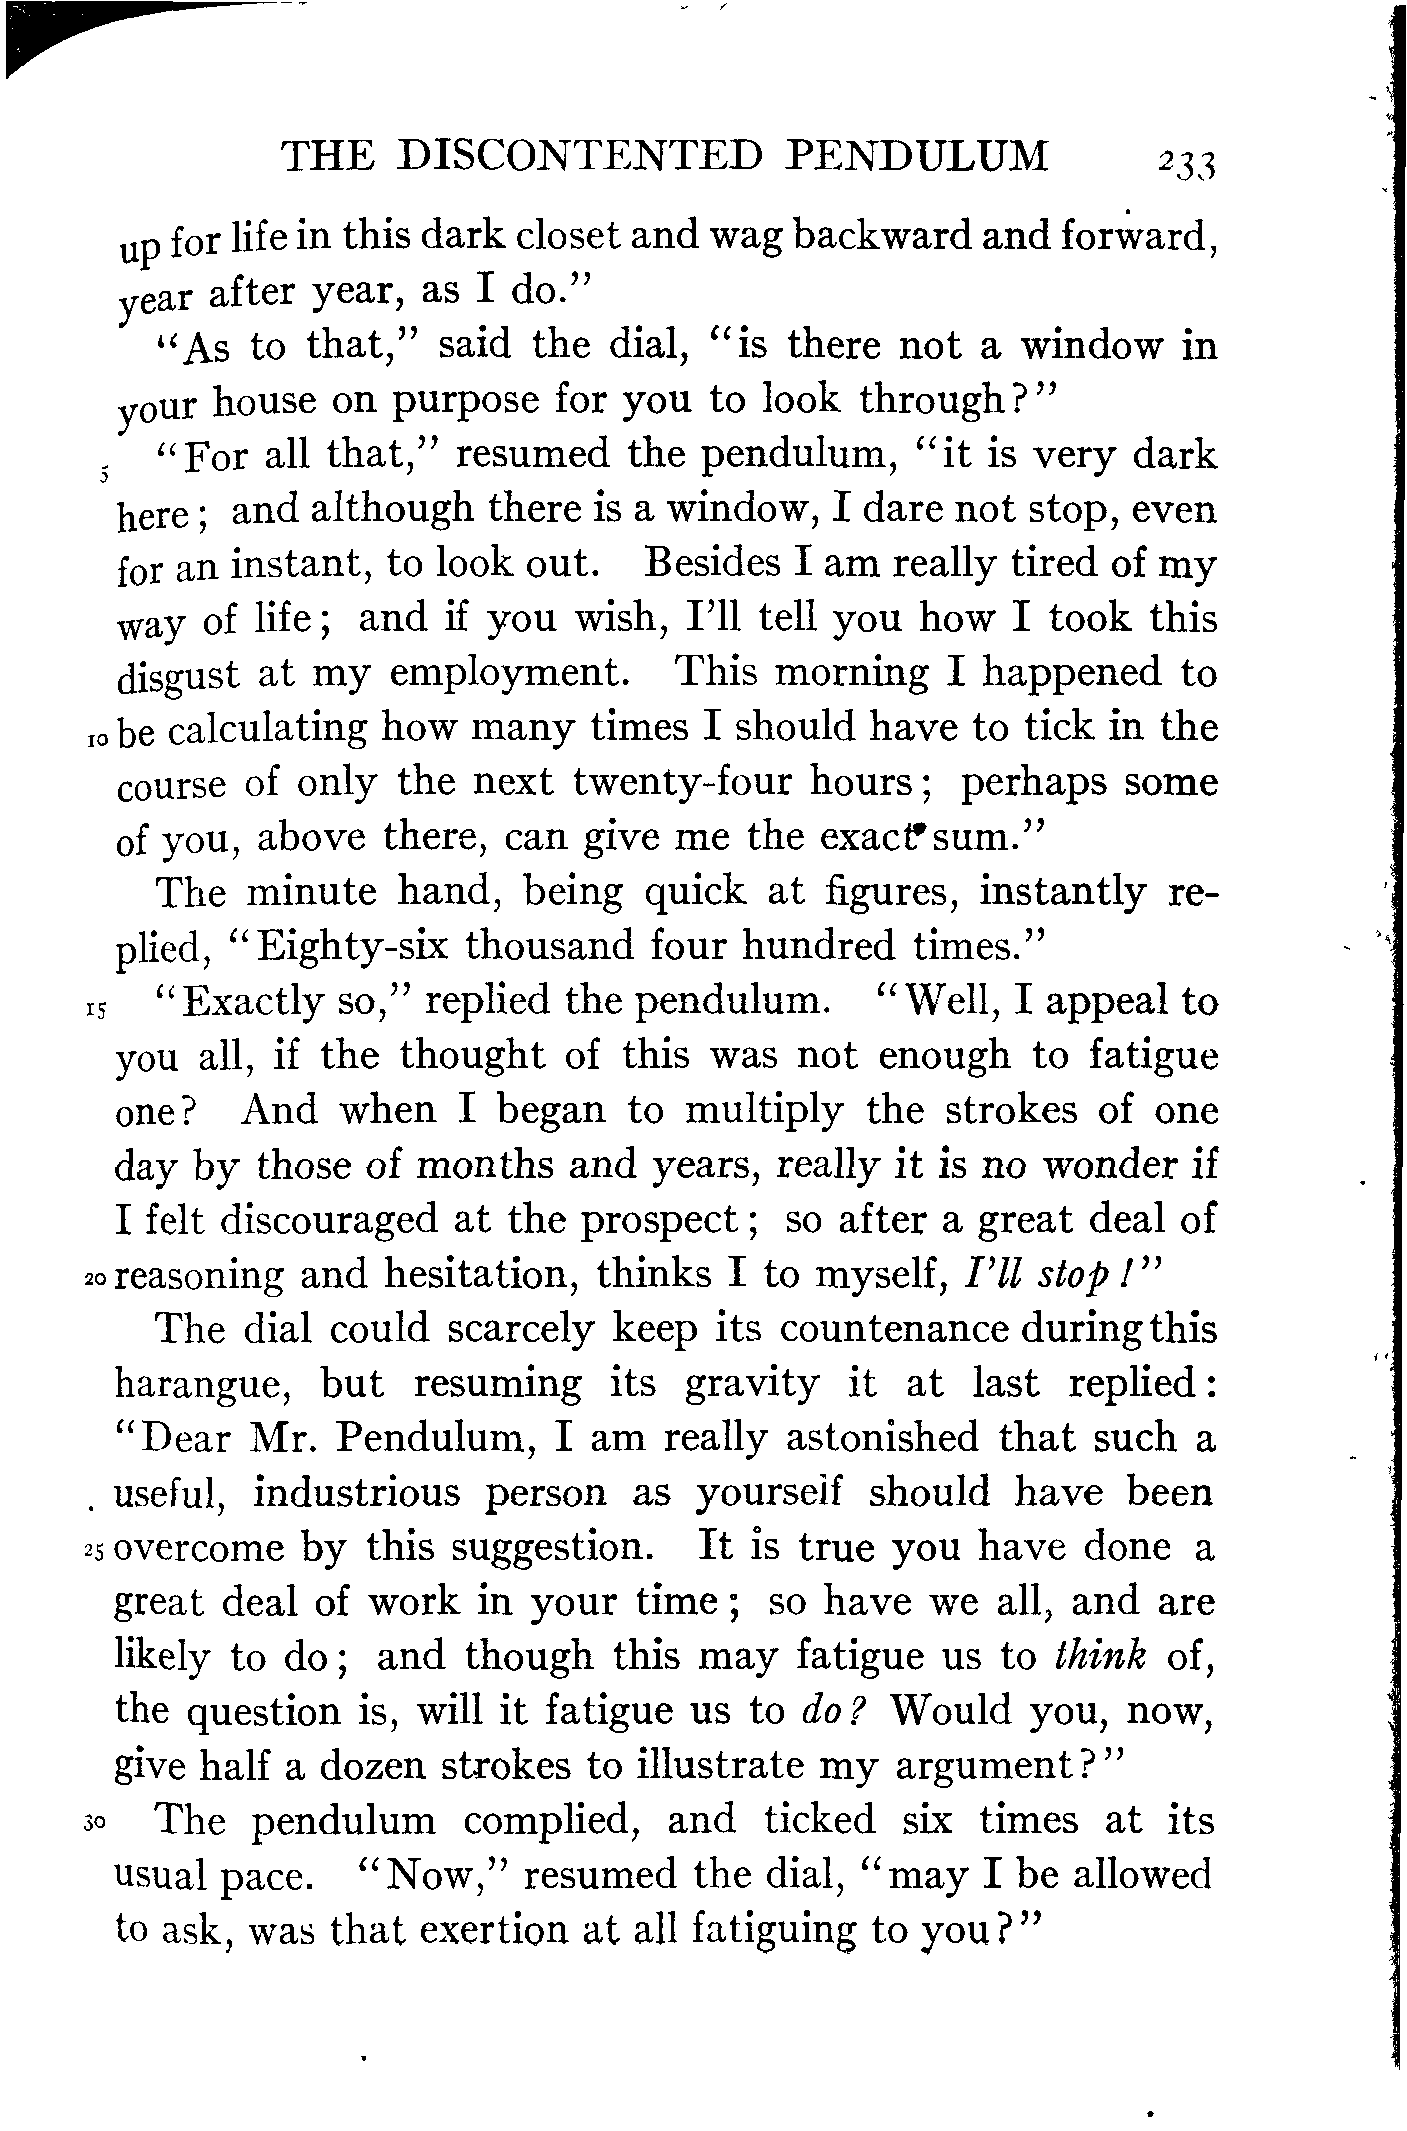 THE DISCONTENTED PENDULUM 233
up for life in this dark closet and wag backward and forward,
year after year, as I do.”
“As to that,” said the dial, “is there not a window in
your house on purpose for you to look through?”
5 “For all that,” resumed the pendulum, “it is very dark
here; and although there is a window, I dare not stop, even
for an instant, to look out. Besides I am really tired of my
way of life; and if you wish, I’ll tell you how I took this
disgust at my employment. This morning I happened to
10 be calculating how many times I should have to tick in the
course of only the next twenty-four hours; perhaps some
of you, above there, can give me the exact sum.”
The minute hand, being quick at figures, instantly re-
plied, “Eighty-six thousand four hundred times.”
15 “Exactly so,” replied the pendulum. “Well, I appeal to
you all, if the thought of this was not enough to fatigue
one? And when I began to multiply the strokes of one
day by those of months and years, really it is no wonder if
I felt discouraged at the prospect; so after a great deal of
20 reasoning and hesitation, thinks I to myself, I’ll stop!”
The dial could scarcely keep its countenance during this
harangue, but resuming its gravity it at last replied:
“Dear Mr. Pendulum, I am really astonished that such a
useful, industrious person as yourself should have been
25 overcome by this suggestion. It is true you have done a
great deal of work in your time; so have we all, and are
likely to do; and though this may fatigue us to think of,
the question is, will it fatigue us to do? Would you, now,
give half a dozen strokes to illustrate my argument?”
30 The pendulum complied, and ticked six times at its
usual pace. “Now,” resumed the dial, “may I be allowed
to ask, was that exertion at all fatiguing to you?”